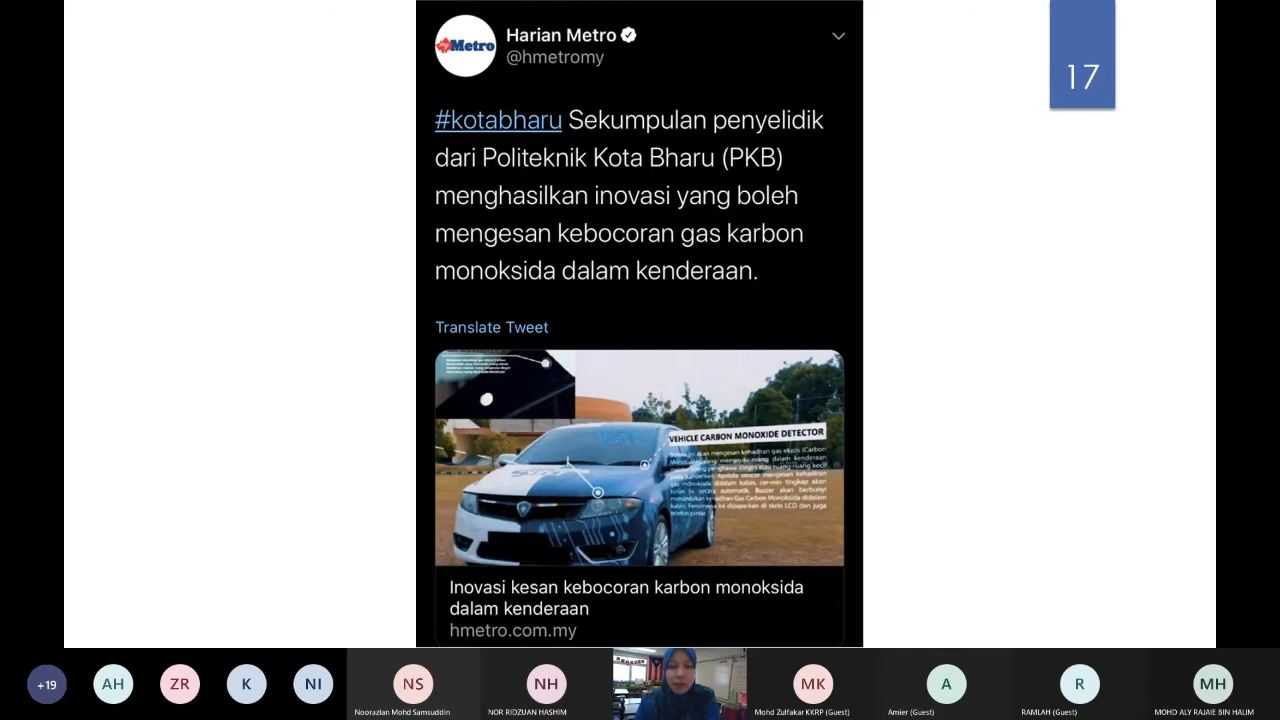 Metro
Harian Metro
@hmetromy
17
#kotabharu Sekumpulan penyelidik
dari Politeknik Kota Bharu (PKB)
menghasilkan inovasi yang boleh
mengesan kebocoran gas karbon
monoksida dalam kenderaan.
Translate Tweet
VEHICLE CARBON MONOXIDE DETECTOR
Inovasi kesan kebocoran karbon monoksida
dalam kenderaan
hmetro.com.my
+19
AH
ZR
K
NI
NS
NH
MK
A
R
MH
Noorazlan Mohd Samsuddin
NOR RIDZUAN HASHIM
Mohd Zulfakar KKRP (Guest)
Amier (Guest)
RAMLAH (Guest)
MOHD ALY RAJAIE BIN HALIM